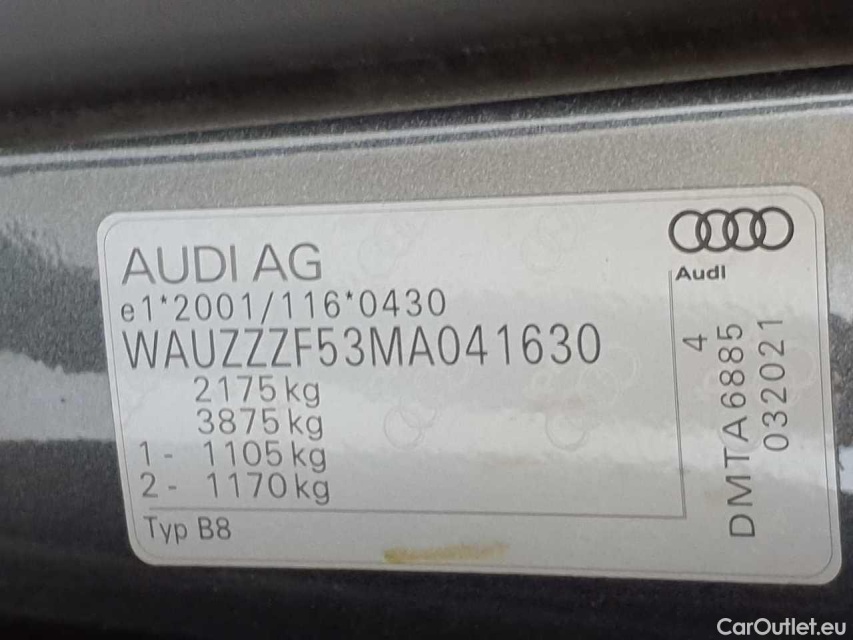 AUDI AG
e1*2001/116*0430
WAUZZZF53MA041630
2175 kg
3875 kg
1 - 1105 kg
2 - 1170 kg
Typ B8
Audi
4
DMTA6885
032021
CarOutlet.eu